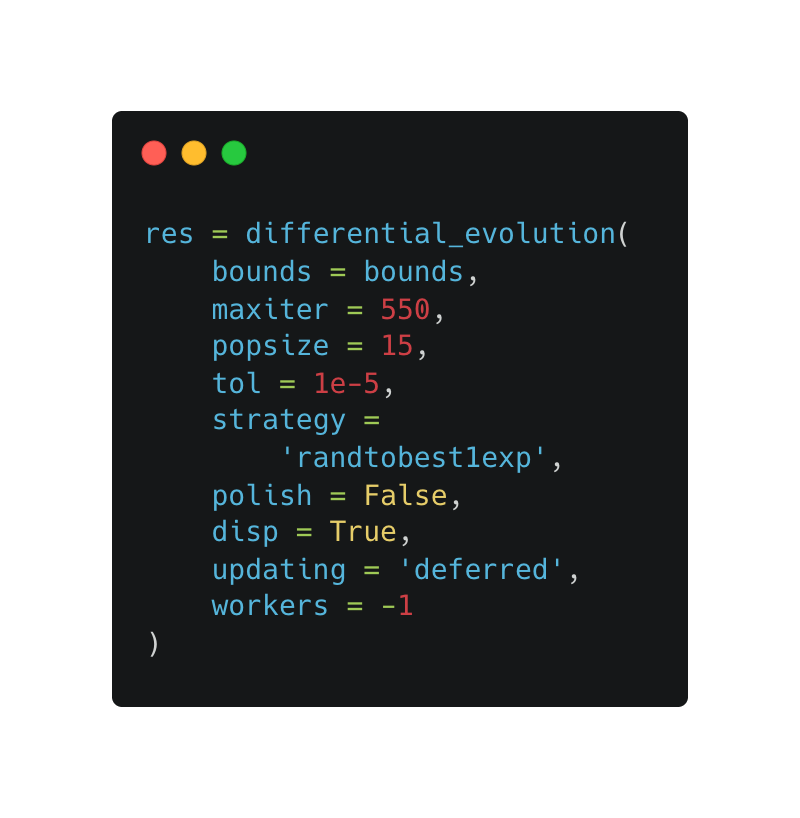 res = differential_evolution(
    bounds = bounds,
    maxiter = 550,
    popsize = 15,
    tol = 1e-5,
    strategy =
        'randtobest1exp',
    polish = False,
    disp = True,
    updating = 'deferred',
    workers = -1
)